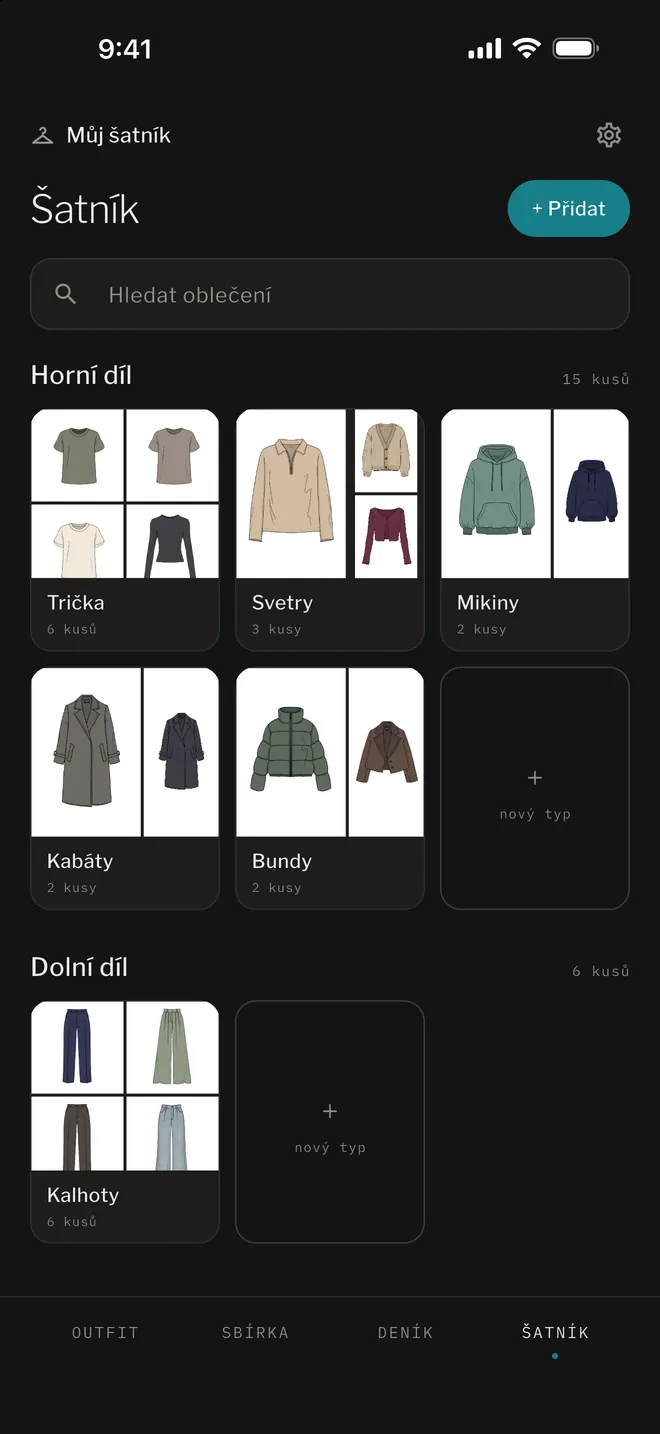 9:41
Můj šatník
Šatník
+ Přidat
Hledat oblečení
Horní díl
15 kusů
Trička
6 kusů
Svetry
3 kusy
Mikiny
2 kusy
Kabáty
2 kusy
Bundy
2 kusy
+
nový typ
Dolní díl
6 kusů
Kalhoty
6 kusů
+
nový typ
OUTFIT
SBÍRKA
DENÍK
ŠATNÍK